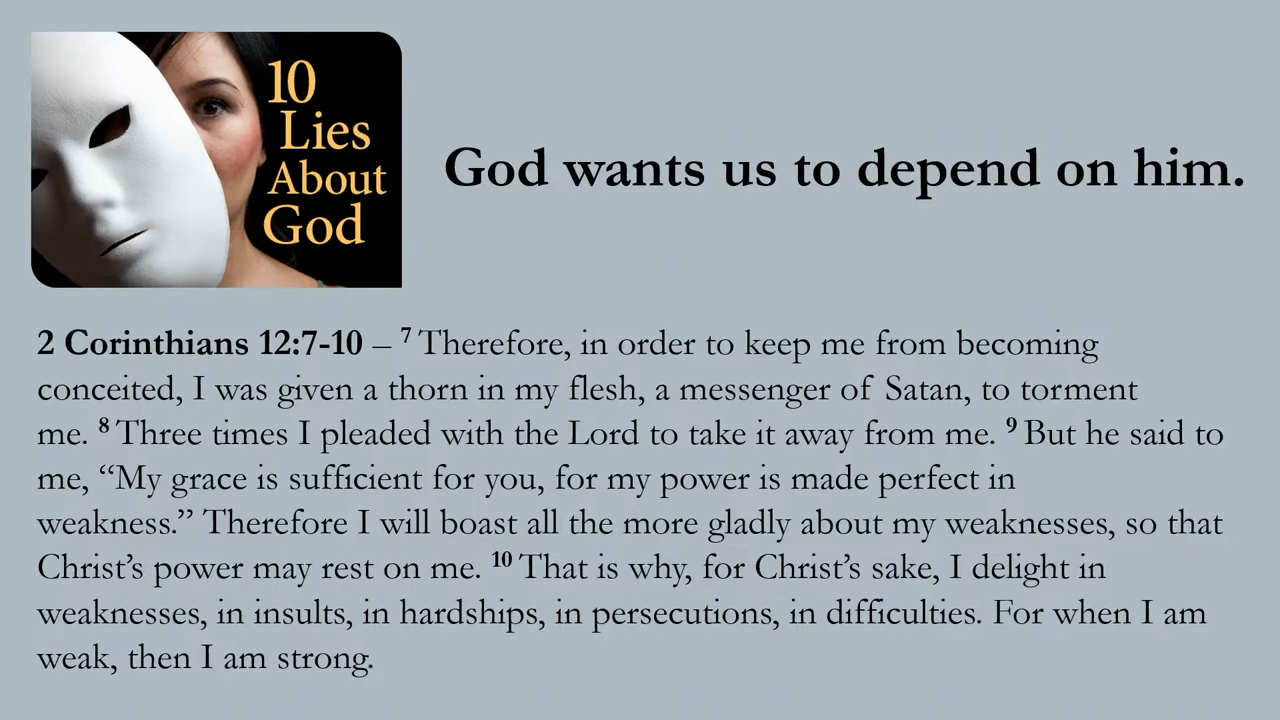 10
Lies
About
God
God wants us to depend on him.
2 Corinthians 12:7-10 – 7 Therefore, in order to keep me from becoming
conceited, I was given a thorn in my flesh, a messenger of Satan, to torment
me. 8 Three times I pleaded with the Lord to take it away from me. 9 But he said to
me, “My grace is sufficient for you, for my power is made perfect in
weakness.” Therefore I will boast all the more gladly about my weaknesses, so that
Christ’s power may rest on me. 10 That is why, for Christ’s sake, I delight in
weaknesses, in insults, in hardships, in persecutions, in difficulties. For when I am
weak, then I am strong.